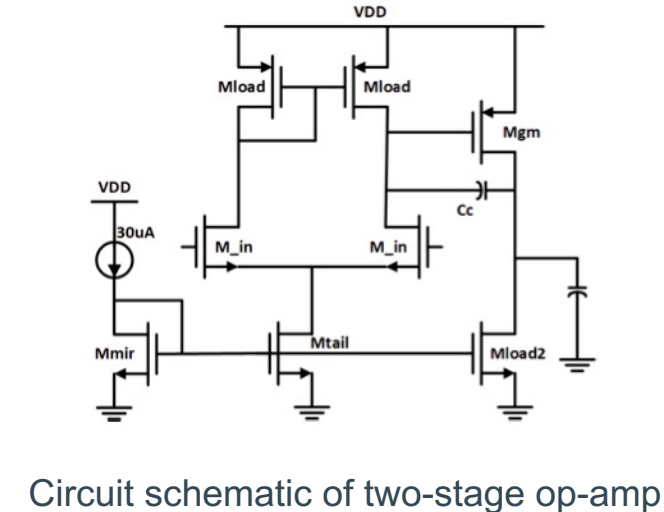 VDD
Mload
Mload
Mgm
VDD
Cc
30uA
M_in
M_in
Mtail
Mmir
Mload2
Circuit schematic of two-stage op-amp